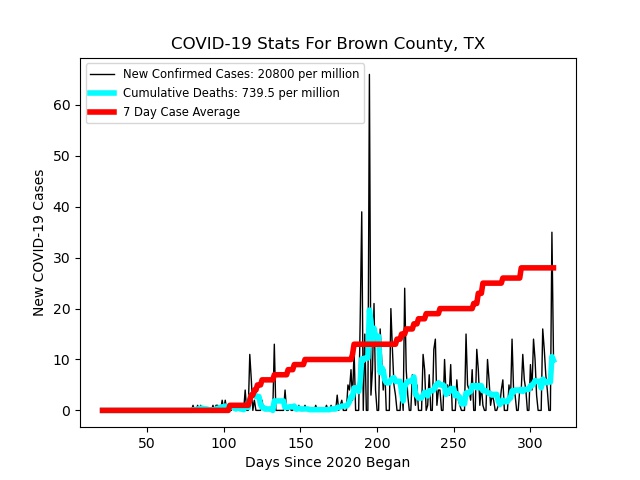 COVID-19 Stats For Brown County, TX
New Confirmed Cases: 20800 per million
Cumulative Deaths: 739.5 per million
7 Day Case Average
New COVID-19 Cases
60
50
40
30
20
10
0
50 100 150 200 250 300
Days Since 2020 Began